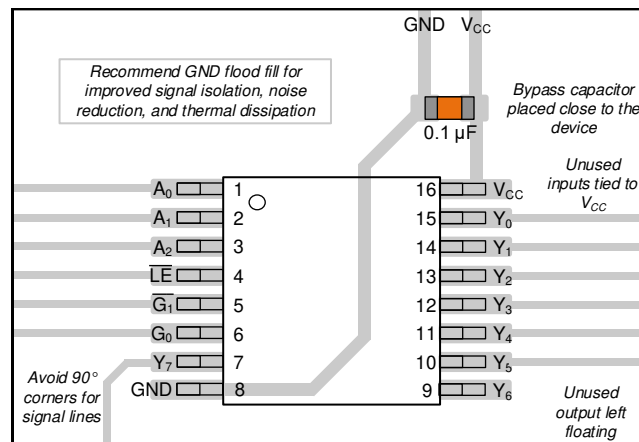 GND VCC
Recommend GND flood fill for
improved signal isolation, noise
reduction, and thermal dissipation
Bypass capacitor
placed close to the
device
0.1 µF
Unused
inputs tied to
VCC
A0 1 16 VCC
A1 2 15 Y0
A2 3 14 Y1
L̅E̅ 4 13 Y2
G̅1̅ 5 12 Y3
G0 6 11 Y4
Y7 7 10 Y5
GND 8 9 Y6
Avoid 90°
corners for
signal lines
Unused
output left
floating